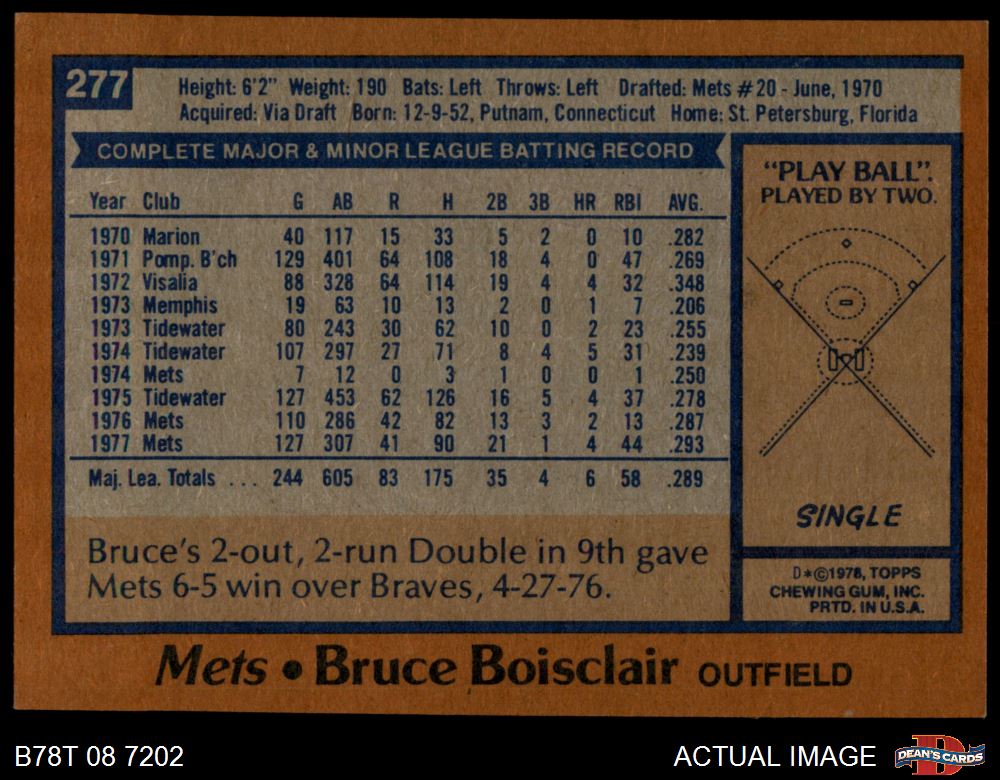 277
Height: 6'2" Weight: 190 Bats: Left Throws: Left Drafted: Mets #20 - June, 1970
Acquired: Via Draft Born: 12-9-52, Putnam, Connecticut Home: St. Petersburg, Florida
COMPLETE MAJOR & MINOR LEAGUE BATTING RECORD
Year Club G AB R H 2B 3B HR RBI AVG.
1970 Marion 40 117 15 33 5 2 0 10 .282
1971 Pomp. B'ch 129 401 64 108 18 4 0 47 .269
1972 Visalia 88 328 64 114 19 4 4 32 .348
1973 Memphis 19 63 10 13 2 0 1 7 .206
1973 Tidewater 80 243 30 62 10 0 2 23 .255
1974 Tidewater 107 297 27 71 8 4 5 31 .239
1974 Mets 7 12 0 3 1 0 0 1 .250
1975 Tidewater 127 453 62 126 16 5 4 37 .278
1976 Mets 110 286 42 82 13 3 2 13 .287
1977 Mets 127 307 41 90 21 1 4 44 .293
Maj. Lea. Totals ... 244 605 83 175 35 4 6 58 .289
Bruce's 2-out, 2-run Double in 9th gave
Mets 6-5 win over Braves, 4-27-76.
"PLAY BALL".
PLAYED BY TWO.
SINGLE
D*©1978, TOPPS
CHEWING GUM, INC.
PRTD. IN U.S.A.
Mets • Bruce Boisclair OUTFIELD
B78T 08 7202
ACTUAL IMAGE
DEAN'S CARDS